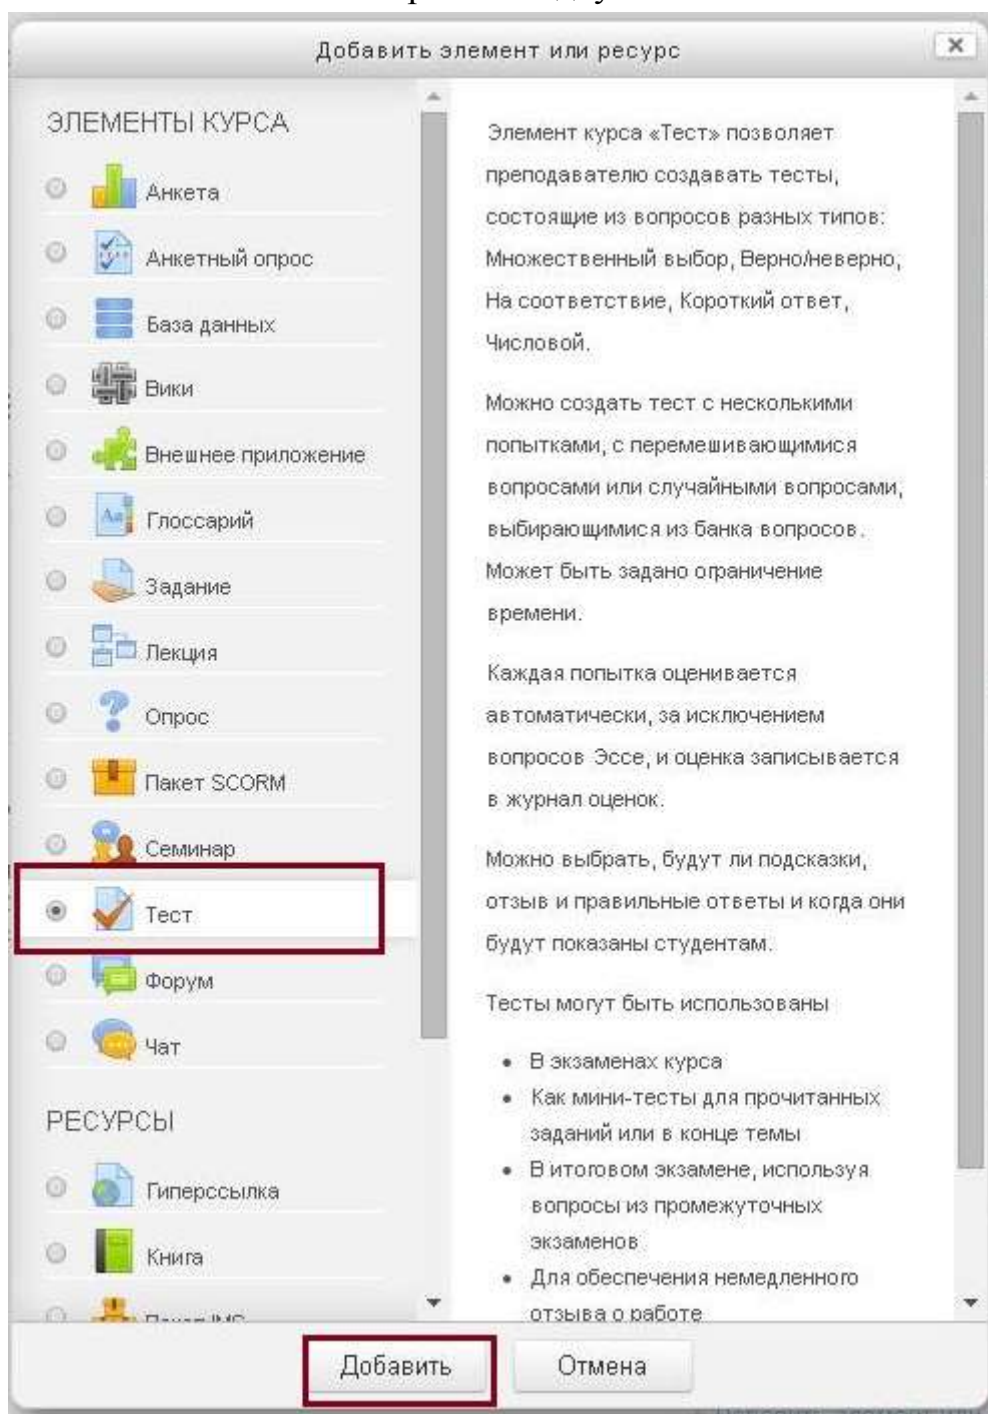 Добавить элемент или ресурс
ЭЛЕМЕНТЫ КУРСА
Анкета
Анкетный опрос
База данных
Вики
Внешнее приложение
Глоссарий
Задание
Лекция
Опрос
Пакет SCORM
Семинар
Тест
Форум
Чат
РЕСУРСЫ
Гиперссылка
Книга
Элемент курса «Тест» позволяет
преподавателю создавать тесты,
состоящие из вопросов разных типов:
Множественный выбор, Верно/неверно,
На соответствие, Короткий ответ,
Числовой.
Можно создать тест с несколькими
попытками, с перемешивающимися
вопросами или случайными вопросами,
выбирающимися из банка вопросов.
Может быть задано ограничение
времени.
Каждая попытка оценивается
автоматически, за исключением
вопросов Эссе, и оценка записывается
в журнал оценок.
Можно выбрать, будут ли подсказки,
отзыв и правильные ответы и когда они
будут показаны студентам.
Тесты могут быть использованы
• В экзаменах курса
• Как мини-тесты для прочитанных
заданий или в конце темы
• В итоговом экзамене, используя
вопросы из промежуточных
экзаменов
• Для обеспечения немедленного
отзыва о работе
Добавить
Отмена